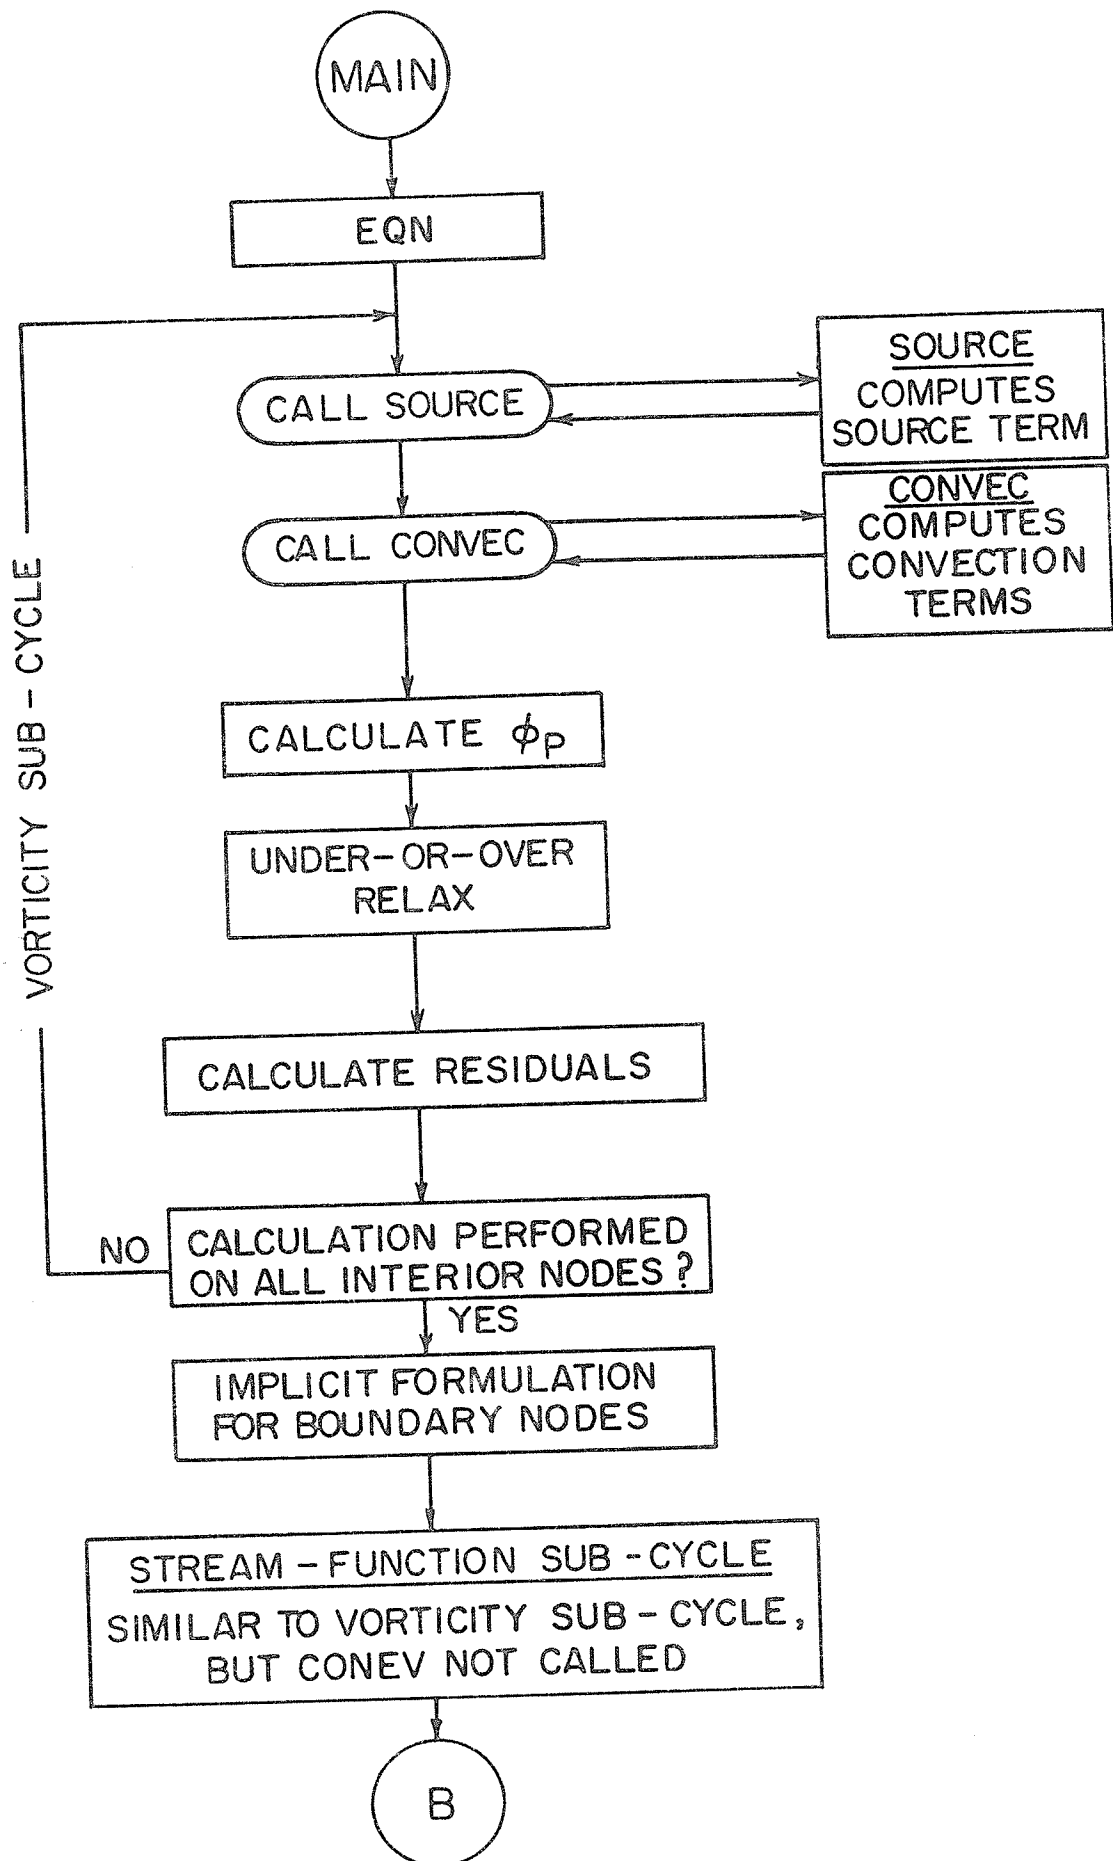 MAIN
EQN
CALL SOURCE
SOURCE
COMPUTES
SOURCE TERM
CALL CONVEC
CONVEC
COMPUTES
CONVECTION
TERMS
VORTICITY SUB-CYCLE
CALCULATE ϕP
UNDER-OR-OVER
RELAX
CALCULATE RESIDUALS
NO
CALCULATION PERFORMED
ON ALL INTERIOR NODES?
YES
IMPLICIT FORMULATION
FOR BOUNDARY NODES
STREAM-FUNCTION SUB-CYCLE
SIMILAR TO VORTICITY SUB-CYCLE,
BUT CONEV NOT CALLED
B